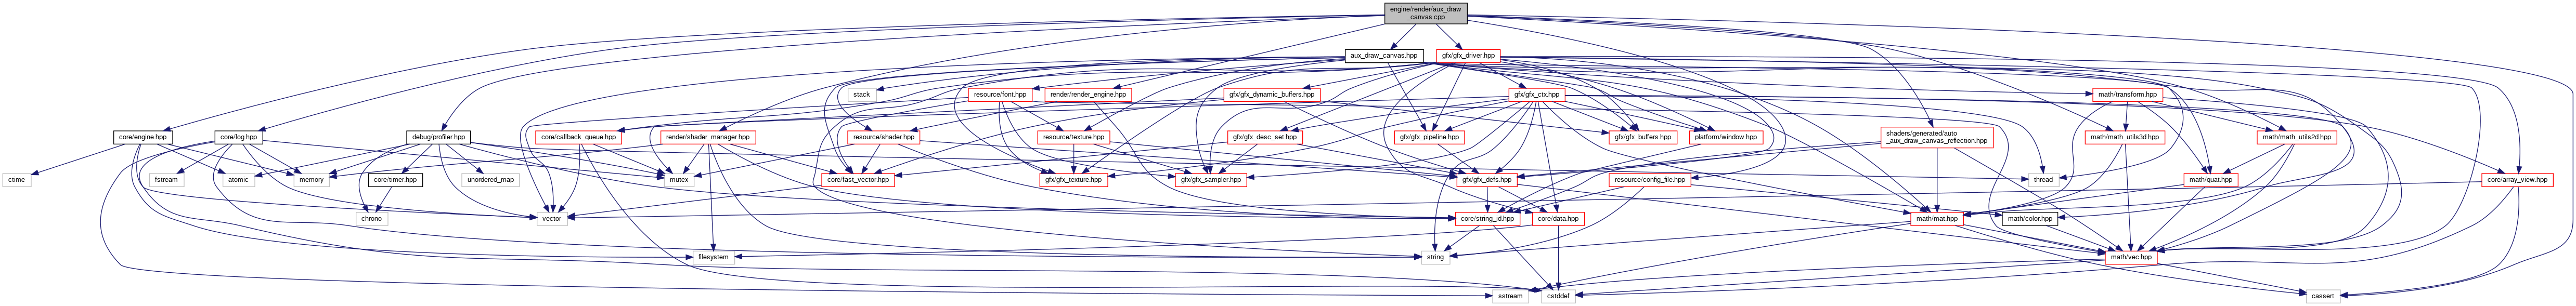 engine/render/aux_draw
_canvas.cpp
aux_draw_canvas.hpp
gfx/gfx_driver.hpp
stack
resource/font.hpp
render/render_engine.hpp
gfx/gfx_dynamic_buffers.hpp
gfx/gfx_ctx.hpp
math/transform.hpp
core/engine.hpp
core/log.hpp
debug/profiler.hpp
core/callback_queue.hpp
render/shader_manager.hpp
resource/shader.hpp
resource/texture.hpp
gfx/gfx_desc_set.hpp
gfx/gfx_pipeline.hpp
gfx/gfx_buffers.hpp
platform/window.hpp
shaders/generated/auto
_aux_draw_canvas_reflection.hpp
math/math_utils3d.hpp
math/math_utils2d.hpp
ctime
fstream
atomic
memory
core/timer.hpp
unordered_map
mutex
core/fast_vector.hpp
gfx/gfx_texture.hpp
gfx/gfx_sampler.hpp
gfx/gfx_defs.hpp
resource/config_file.hpp
thread
math/quat.hpp
core/array_view.hpp
chrono
vector
core/string_id.hpp
core/data.hpp
math/mat.hpp
math/color.hpp
filesystem
string
math/vec.hpp
sstream
cstddef
cassert